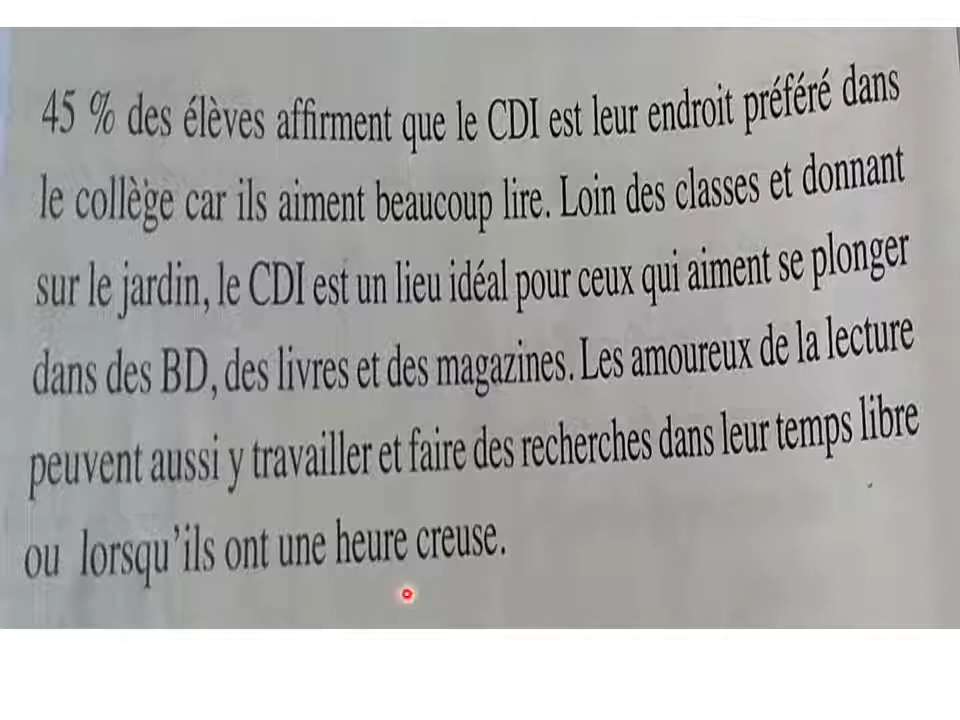 45 % des élèves affirment que le CDI est leur endroit préféré dans
le collège car ils aiment beaucoup lire. Loin des classes et donnant
sur le jardin, le CDI est un lieu idéal pour ceux qui aiment se plonger
dans des BD, des livres et des magazines. Les amoureux de la lecture
peuvent aussi y travailler et faire des recherches dans leur temps libre
ou lorsqu'ils ont une heure creuse.